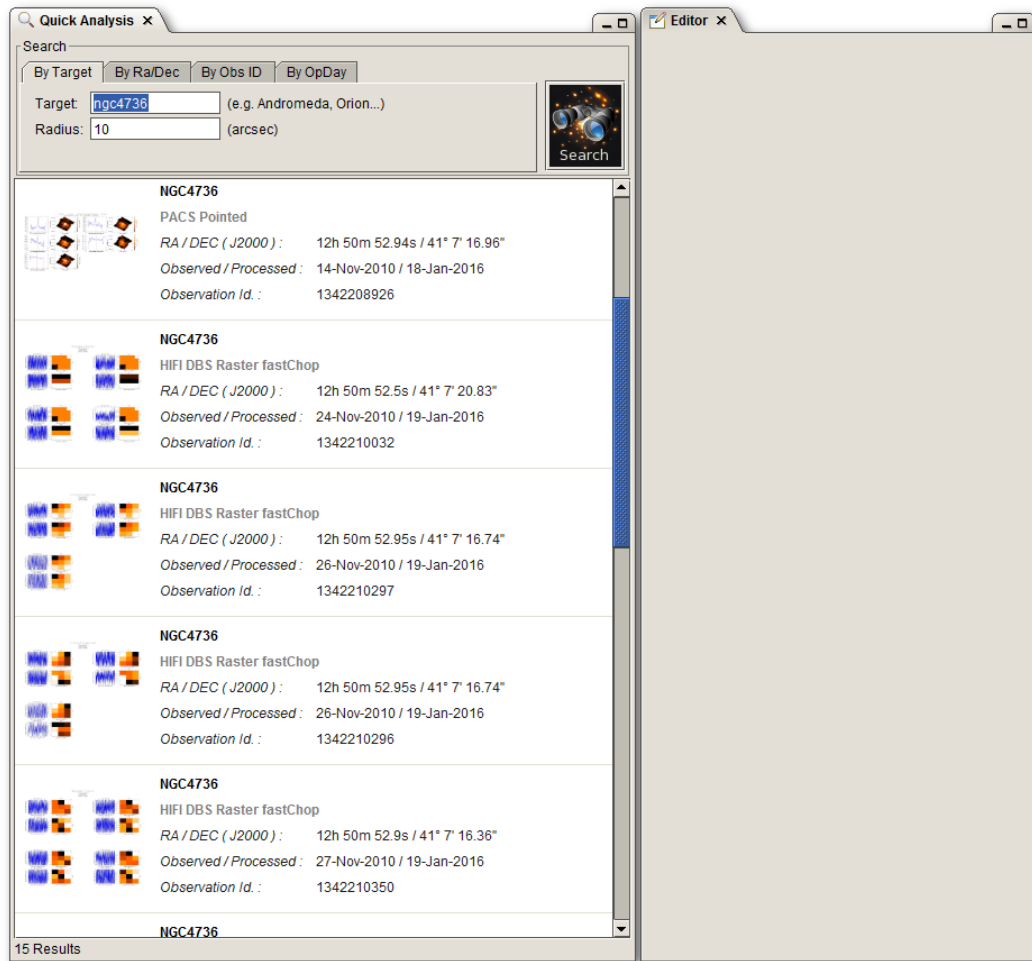 Quick Analysis
Editor
Search
By Target By Ra/Dec By Obs ID By OpDay
Target: ngc4736 (e.g. Andromeda, Orion...)
Radius: 10 (arcsec)
Search
NGC4736
PACS Pointed
RA / DEC ( J2000 ) : 12h 50m 52.94s / 41° 7' 16.96"
Observed / Processed : 14-Nov-2010 / 18-Jan-2016
Observation Id. : 1342208926
NGC4736
HIFI DBS Raster fastChop
RA / DEC ( J2000 ) : 12h 50m 52.5s / 41° 7' 20.83"
Observed / Processed : 24-Nov-2010 / 19-Jan-2016
Observation Id. : 1342210032
NGC4736
HIFI DBS Raster fastChop
RA / DEC ( J2000 ) : 12h 50m 52.95s / 41° 7' 16.74"
Observed / Processed : 26-Nov-2010 / 19-Jan-2016
Observation Id. : 1342210297
NGC4736
HIFI DBS Raster fastChop
RA / DEC ( J2000 ) : 12h 50m 52.95s / 41° 7' 16.74"
Observed / Processed : 26-Nov-2010 / 19-Jan-2016
Observation Id. : 1342210296
NGC4736
HIFI DBS Raster fastChop
RA / DEC ( J2000 ) : 12h 50m 52.9s / 41° 7' 16.36"
Observed / Processed : 27-Nov-2010 / 19-Jan-2016
Observation Id. : 1342210350
NGC4736
15 Results